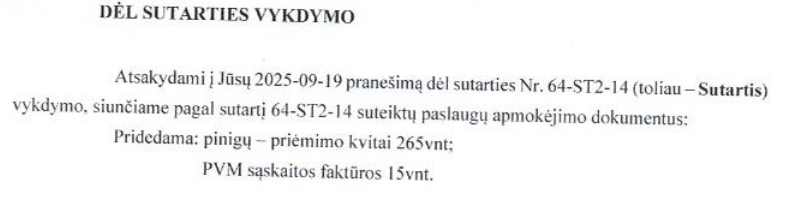 DĖL SUTARTIES VYKDYMO
Atsakydami į Jūsų 2025-09-19 pranešimą dėl sutarties Nr. 64-ST2-14 (toliau – Sutartis)
vykdymo, siunčiame pagal sutartį 64-ST2-14 suteiktų paslaugų apmokėjimo dokumentus:
Pridedama: pinigų – priėmimo kvitai 265vnt;
PVM sąskaitos faktūros 15vnt.